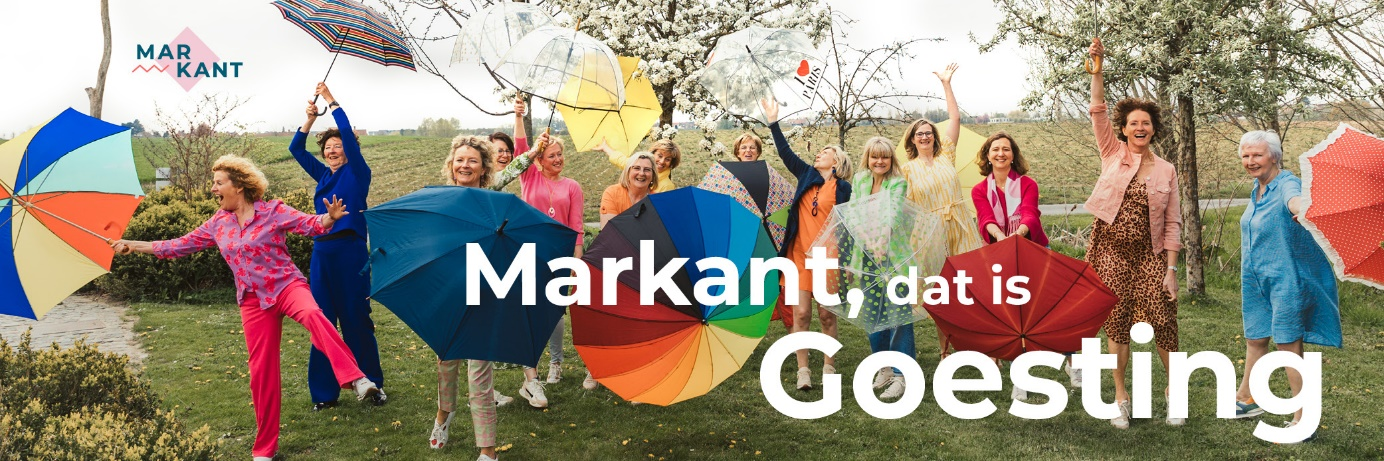 MAR
KANT
I ❤ PARIS
Markant, dat is
Goesting